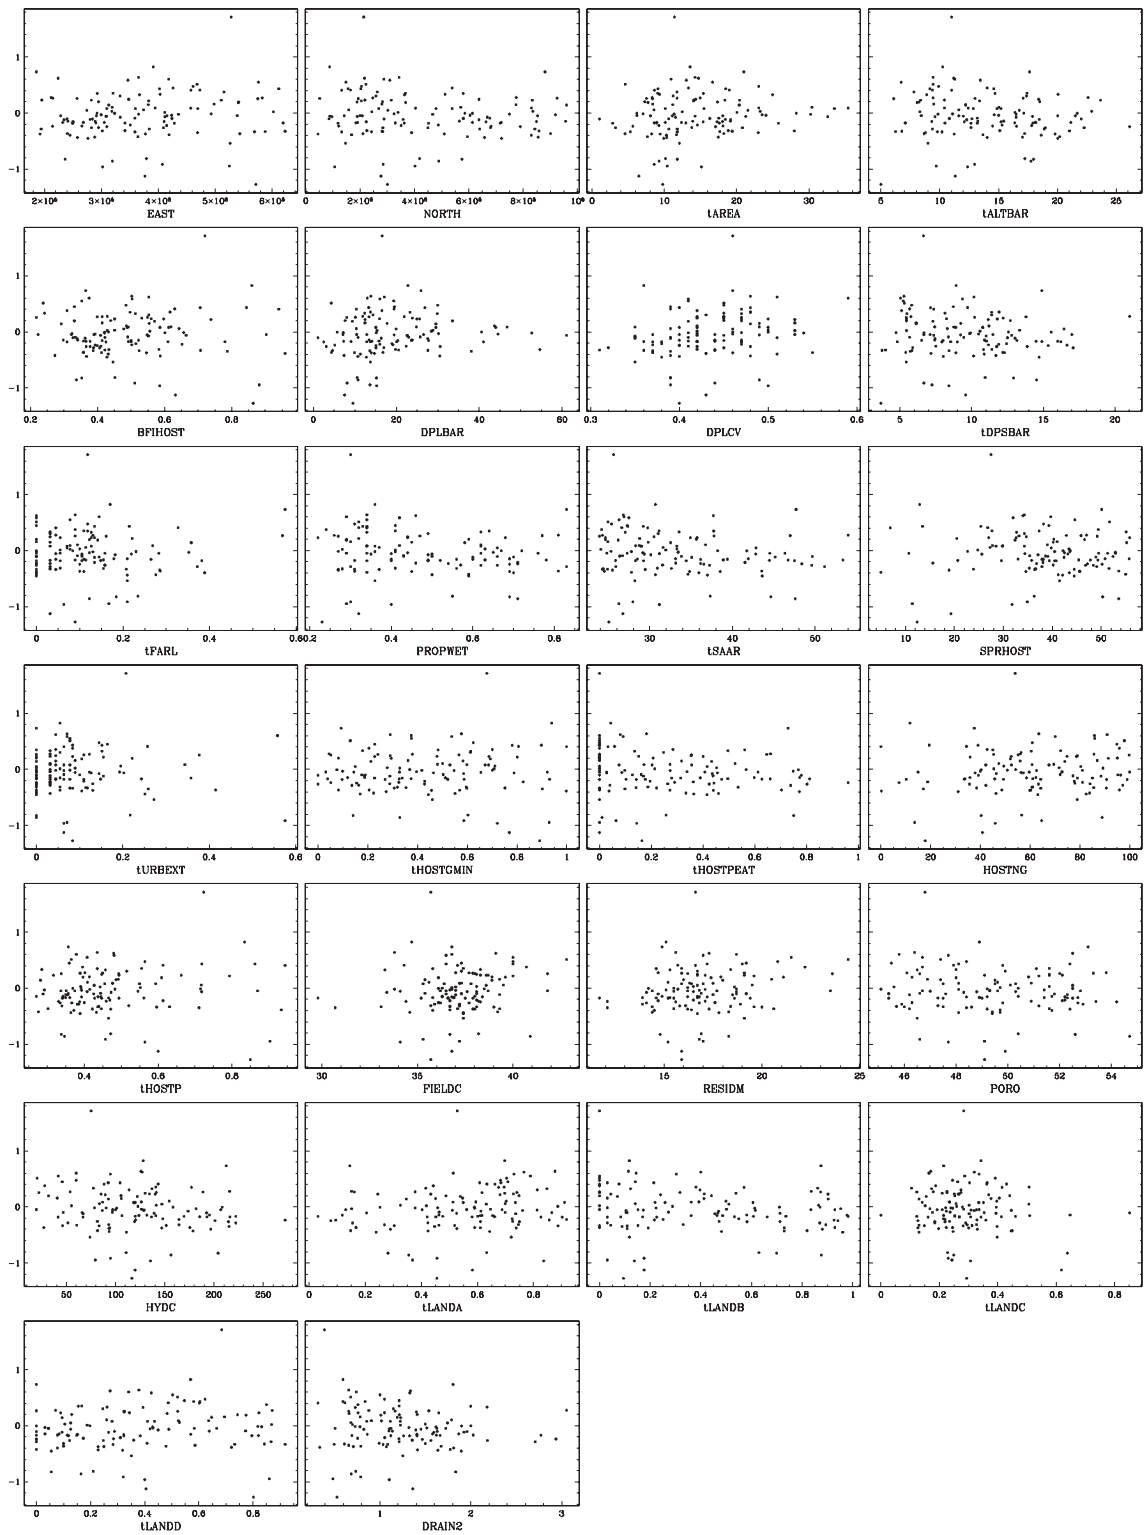 1
0
-1
2×10⁶ 3×10⁶ 4×10⁶ 5×10⁶ 6×10⁶
0 2×10⁶ 4×10⁶ 6×10⁶ 8×10⁶ 10⁶
0 10 20 30
5 10 15 20 25
EAST NORTH tAREA tALTBAR
1
0
-1
0.2 0.4 0.6 0.8
0 20 40 60
0.3 0.4 0.5 0.6
5 10 15 20
BFIHOST DPLBAR DPLCV tDPSBAR
1
0
-1
0 0.2 0.4 0.6
0.2 0.4 0.6 0.8
30 40 50
10 20 30 40 50
tFARL PROPWET tSAAR SPRHOST
1
0
-1
0 0.2 0.4 0.6
0 0.2 0.4 0.6 0.8 1
0 0.2 0.4 0.6 0.8 1
0 20 40 60 80 100
tURBEXT tHOSTGMIN tHOSTPEAT HOSTNG
1
0
-1
0.4 0.6 0.8
30 35 40
15 20 25
46 48 50 52 54
tHOSTP FIELDC RESIDM PORO
1
0
-1
50 100 150 200 250
0 0.2 0.4 0.6 0.8
0 0.2 0.4 0.6 0.8 1
0 0.2 0.4 0.6 0.8
HYDC tLANDA tLANDB tLANDC
1
0
-1
0 0.2 0.4 0.6 0.8
1 2 3
tLANDD DRAIN2